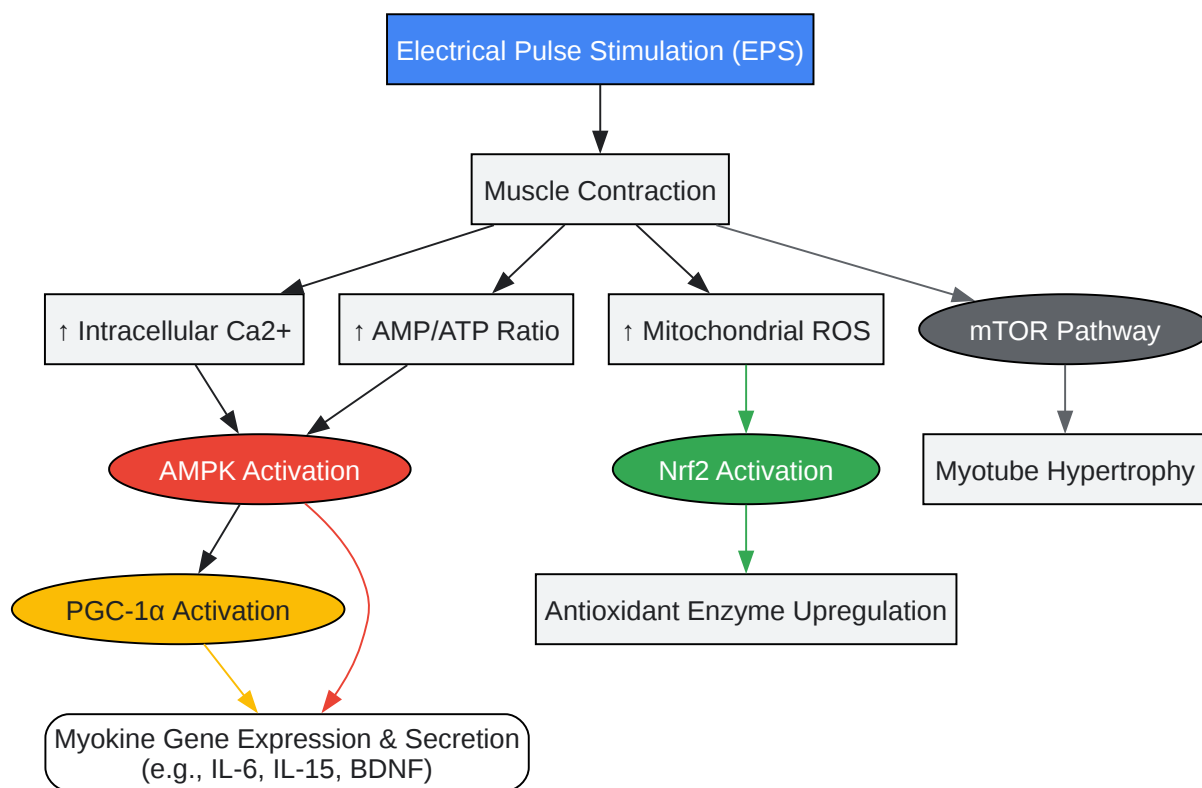 Electrical Pulse Stimulation (EPS)
Muscle Contraction
↑ Intracellular Ca2+
↑ AMP/ATP Ratio
↑ Mitochondrial ROS
mTOR Pathway
AMPK Activation
Nrf2 Activation
Myotube Hypertrophy
PGC-1α Activation
Antioxidant Enzyme Upregulation
Myokine Gene Expression & Secretion
(e.g., IL-6, IL-15, BDNF)